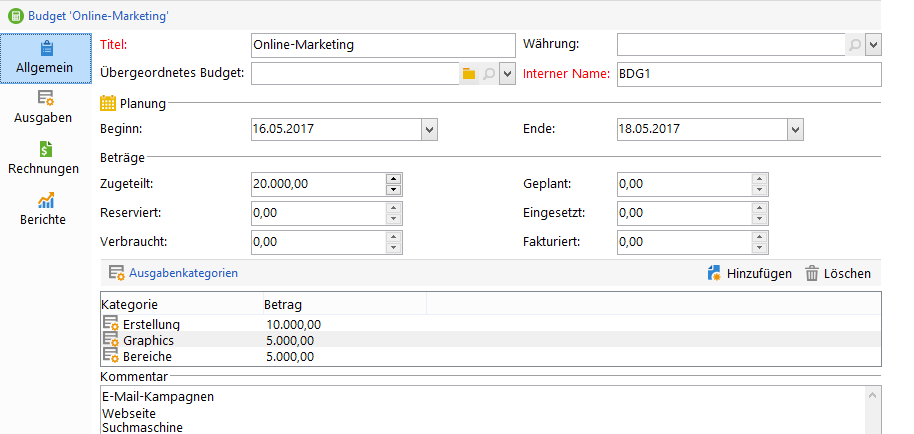 Budget 'Online-Marketing'
Allgemein
Ausgaben
Rechnungen
Berichte
Titel: Online-Marketing Währung:
Übergeordnetes Budget: Interner Name: BDG1
Planung
Beginn: 16.05.2017 Ende: 18.05.2017
Beträge
Zugeteilt: 20.000,00 Geplant: 0,00
Reserviert: 0,00 Eingesetzt: 0,00
Verbraucht: 0,00 Fakturiert: 0,00
Ausgabenkategorien Hinzufügen Löschen
Kategorie Betrag
Erstellung 10.000,00
Graphics 5.000,00
Bereiche 5.000,00
Kommentar
E-Mail-Kampagnen
Webseite
Suchmaschine